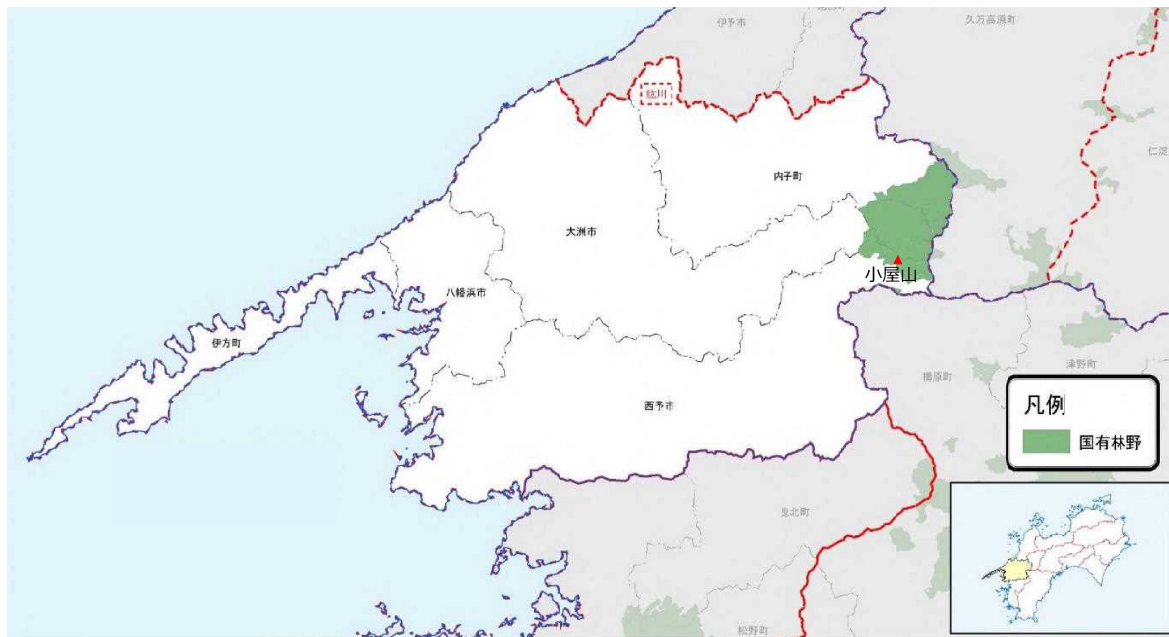 伊予市
久万高原町
肱川
仁淀
内子町
大洲市
小屋山
八幡浜市
伊方町
津野町
梼原町
西予市
凡例
国有林野
鬼北町
松野町